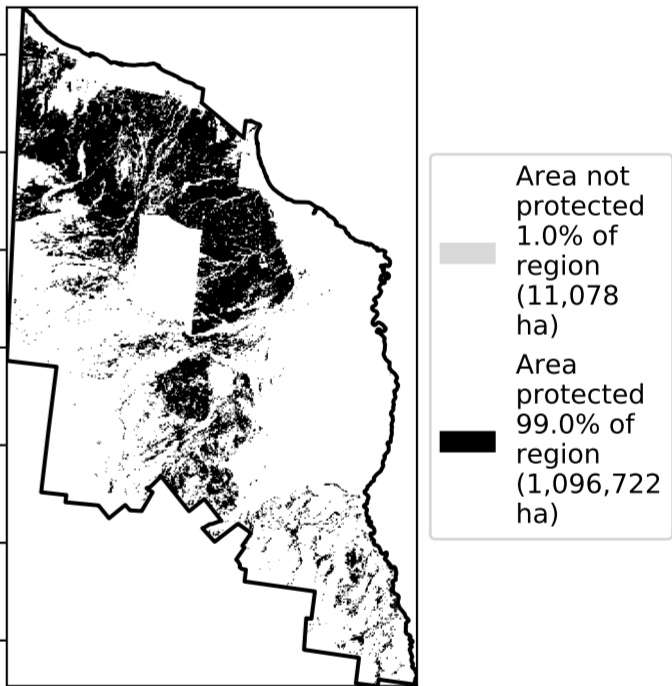 Area not
protected
1.0% of
region
(11,078
ha)
Area
protected
99.0% of
region
(1,096,722
ha)